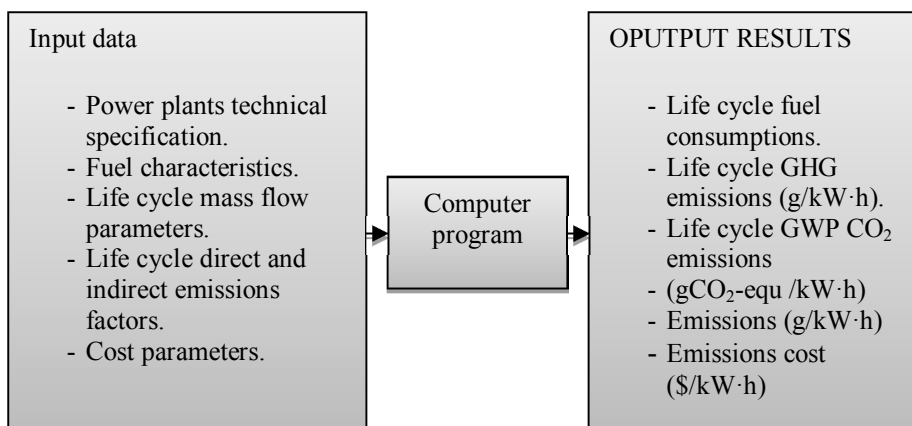 Input data
- Power plants technical
specification.
- Fuel characteristics.
- Life cycle mass flow
parameters.
- Life cycle direct and
indirect emissions
factors.
- Cost parameters.
Computer
program
OPUTPUT RESULTS
- Life cycle fuel
consumptions.
- Life cycle GHG
emissions (g/kW·h).
- Life cycle GWP CO₂
emissions
- (gCO₂-equ /kW·h)
- Emissions (g/kW·h)
- Emissions cost
($/kW·h)